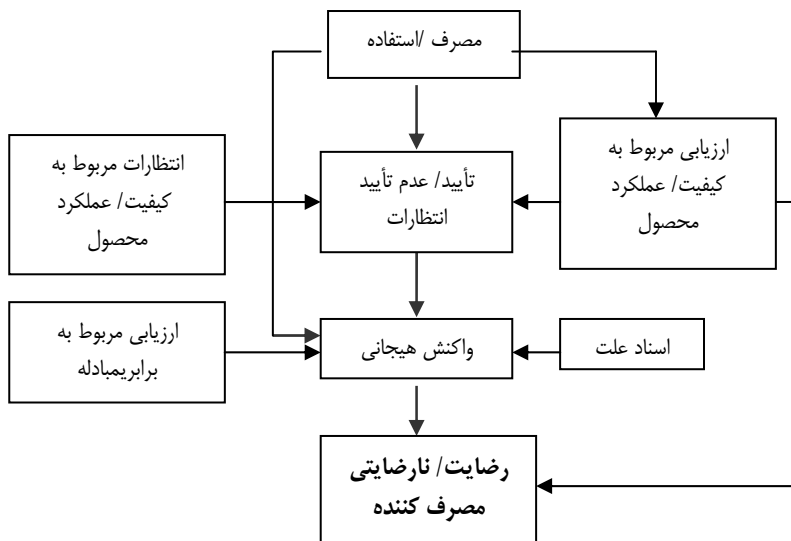 مصرف /استفاده
انتظارات مربوط به
کیفیت/ عملکرد
محصول
تأیید/ عدم تأیید
انتظارات
ارزیابی مربوط به
کیفیت/ عملکرد
محصول
ارزیابی مربوط به
برابریمبادله
واکنش هیجانی
اسناد علت
رضایت/ نارضایتی
مصرف کننده